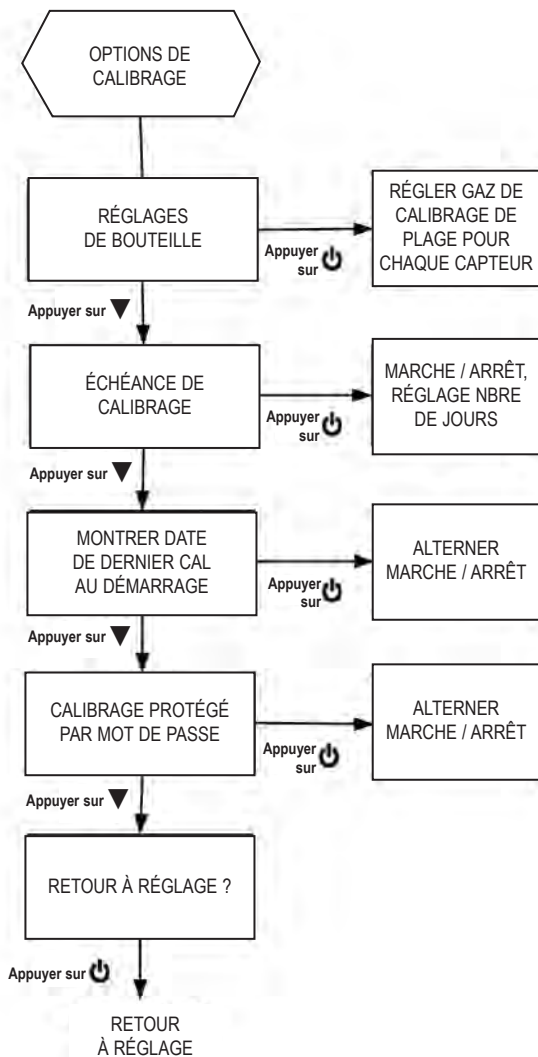 OPTIONS DE
CALIBRAGE
RÉGLAGES
DE BOUTEILLE
Appuyer
sur
RÉGLER GAZ DE
CALIBRAGE DE
PLAGE POUR
CHAQUE CAPTEUR
Appuyer sur ▼
ÉCHÉANCE DE
CALIBRAGE
Appuyer
sur
MARCHE / ARRÊT,
RÉGLAGE NBRE
DE JOURS
Appuyer sur ▼
MONTRER DATE
DE DERNIER CAL
AU DÉMARRAGE
Appuyer
sur
ALTERNER
MARCHE / ARRÊT
Appuyer sur ▼
CALIBRAGE PROTÉGÉ
PAR MOT DE PASSE
Appuyer
sur
ALTERNER
MARCHE / ARRÊT
Appuyer sur ▼
RETOUR À RÉGLAGE ?
Appuyer sur
RETOUR
À RÉGLAGE